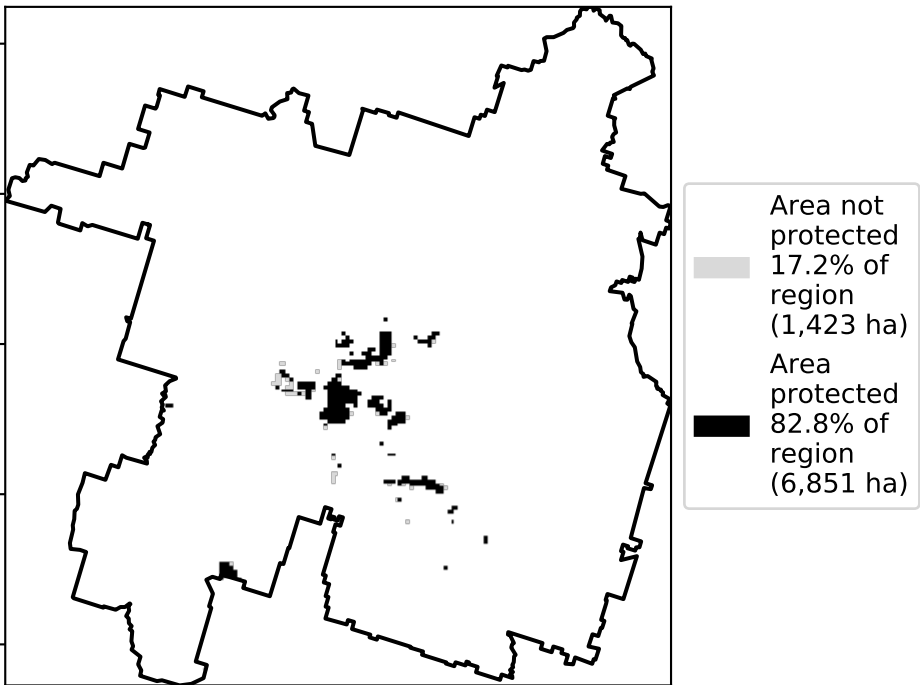 Area not
protected
17.2% of
region
(1,423 ha)
Area
protected
82.8% of
region
(6,851 ha)